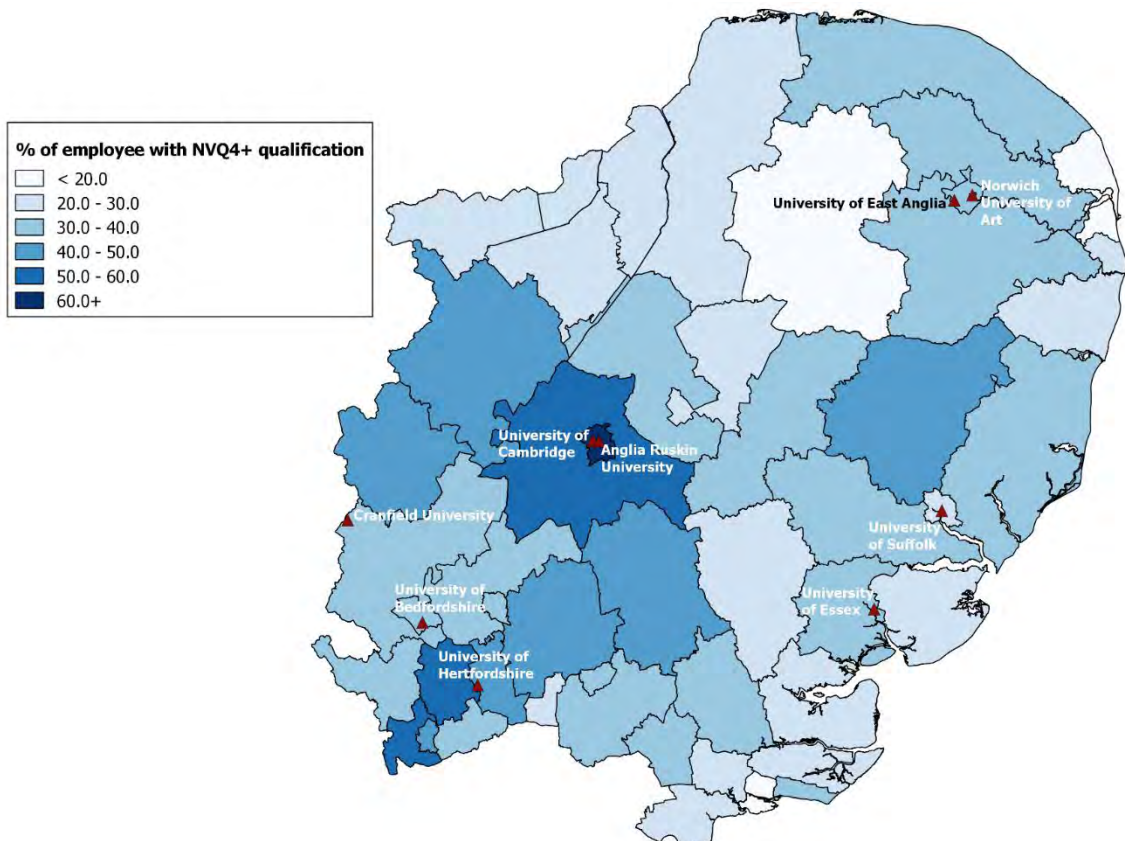 % of employee with NVQ4+ qualification
< 20.0
20.0 - 30.0
30.0 - 40.0
40.0 - 50.0
50.0 - 60.0
60.0+
University of East Anglia
Norwich
University of
Art
University of
Cambridge
Anglia Ruskin
University
Cranfield University
University
of Suffolk
University of
Bedfordshire
University
of Essex
University of
Hertfordshire